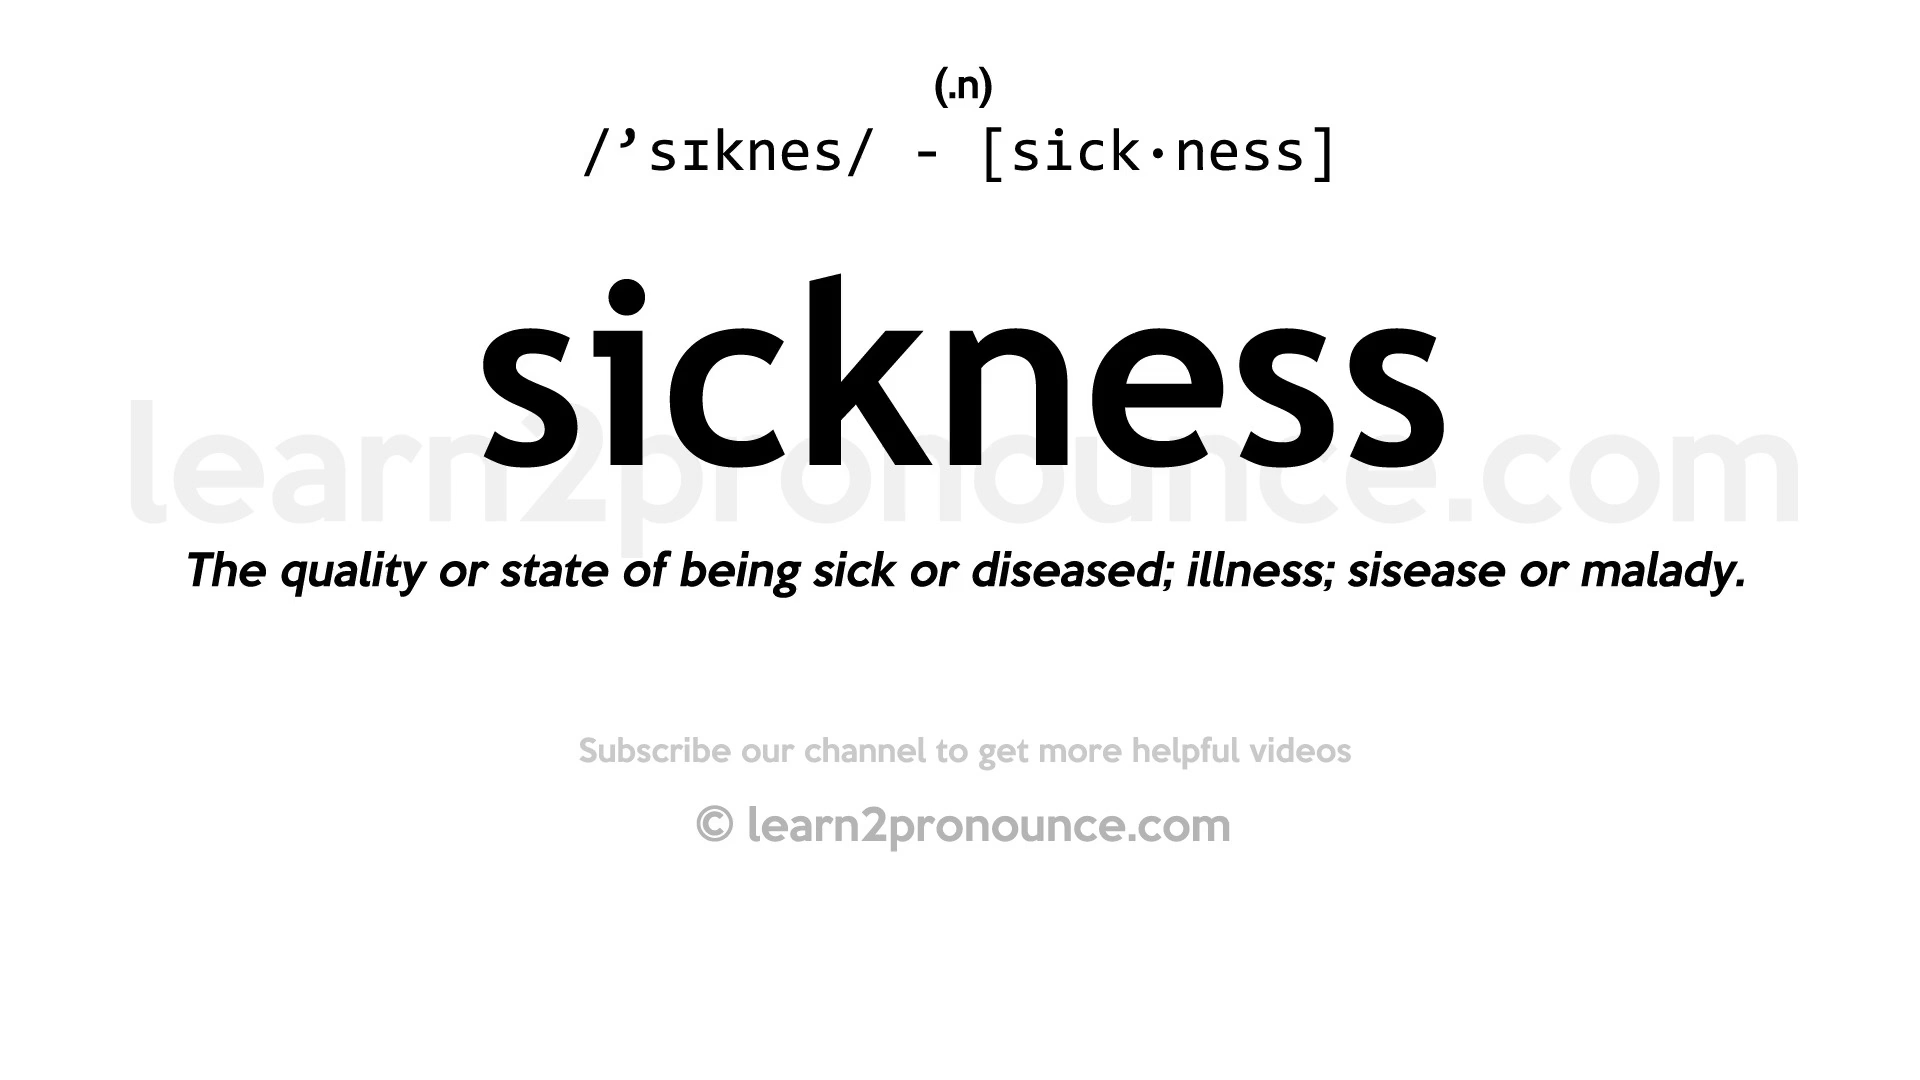 (.n)
/’sɪknes/ - [sick·ness]
sickness
learn2pronounce.com
The quality or state of being sick or diseased; illness; sisease or malady.
Subscribe our channel to get more helpful videos
© learn2pronounce.com